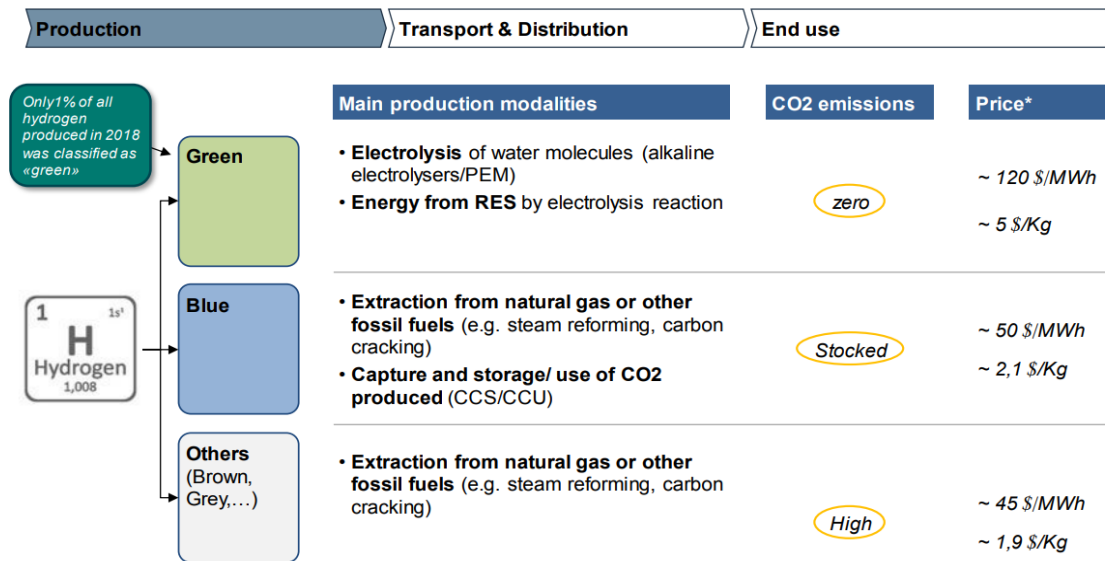 Production
Transport & Distribution
End use
Only1% of all
hydrogen
produced in 2018
was classified as
«green»
Main production modalities
CO2 emissions
Price*
Green
• Electrolysis of water molecules (alkaline
electrolysers/PEM)
• Energy from RES by electrolysis reaction
zero
~ 120 $/MWh
~ 5 $/Kg
1
1s¹
H
Hydrogen
1,008
Blue
• Extraction from natural gas or other
fossil fuels (e.g. steam reforming, carbon
cracking)
• Capture and storage/ use of CO2
produced (CCS/CCU)
Stocked
~ 50 $/MWh
~ 2,1 $/Kg
Others
(Brown,
Grey,...)
• Extraction from natural gas or other
fossil fuels (e.g. steam reforming, carbon
cracking)
High
~ 45 $/MWh
~ 1,9 $/Kg